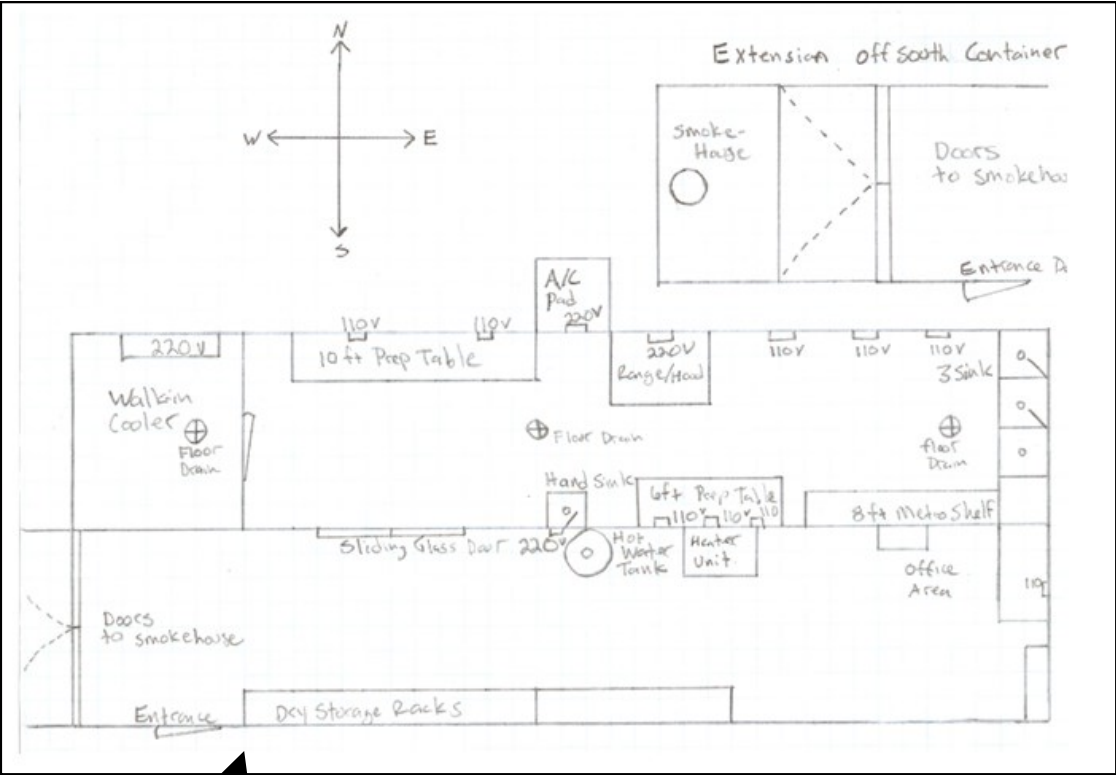 N
W
E
S
Extension off South Container
Smoke-
House
Doors
to smokehou
Entrance D
A/C
Pad
220V
110V
110V
220V
10 ft Prep Table
220V
Range/Hood
110V
110V
110V
3 Sink
Walkin
Cooler
Floor
Drain
Floor Drain
floor
Drain
Hand Sink
6ft Prep Table
110V
110V
110
8ft Metro Shelf
Sliding Glass Door
220V
Hot
Water
Tank
Heater
Unit
Office
Area
110
Doors
to smokehouse
Entrance
Dry Storage Racks